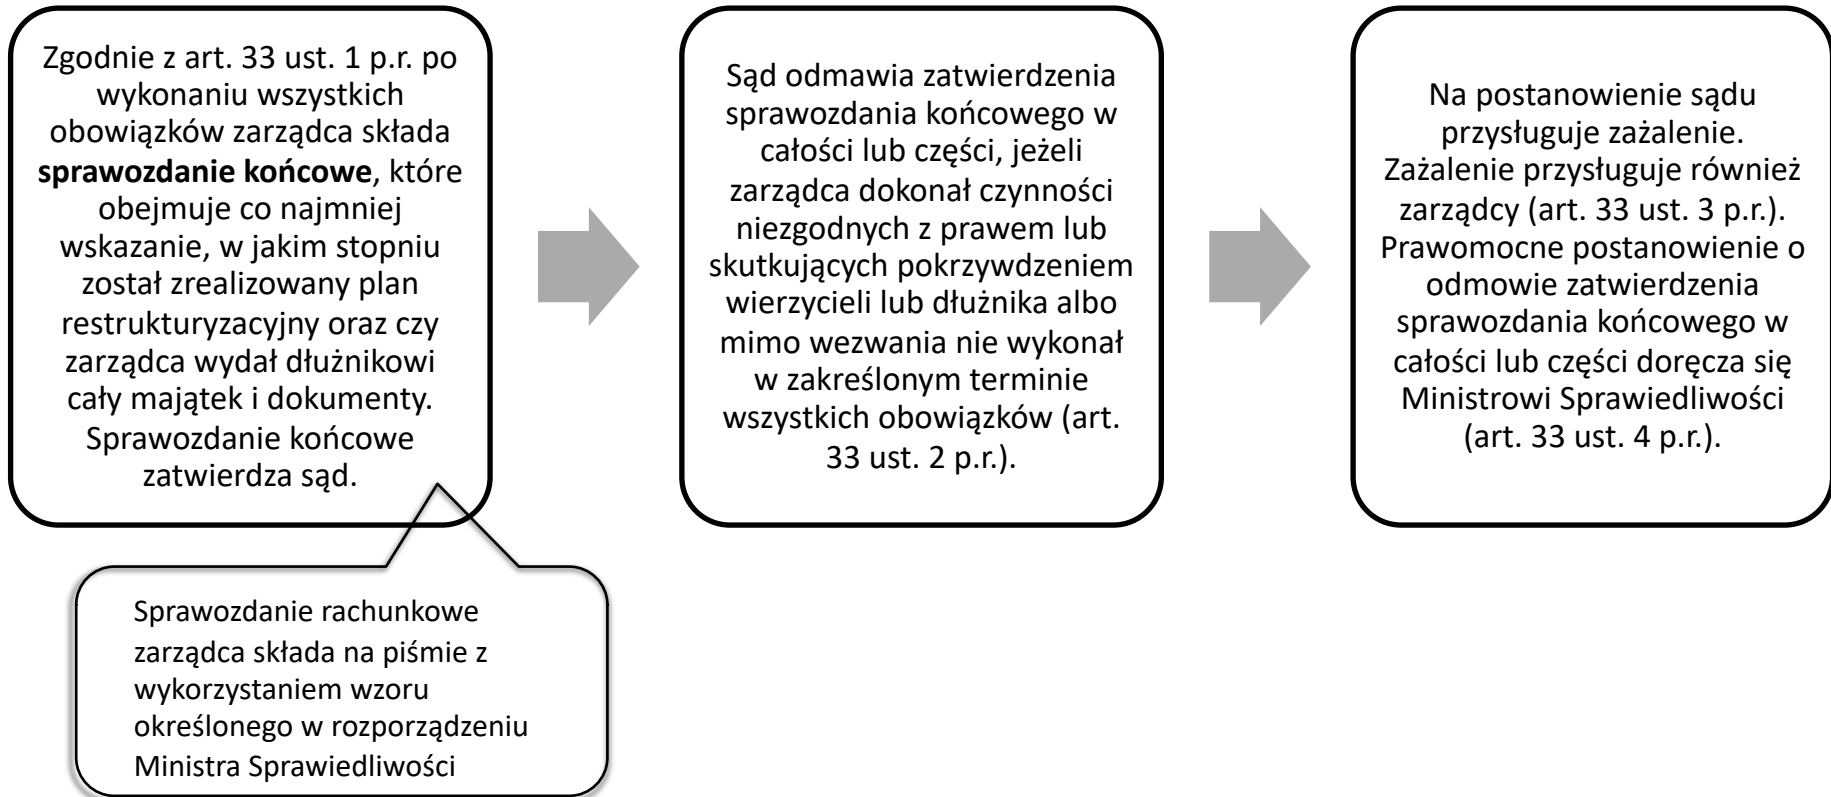 Zgodnie z art. 33 ust. 1 p.r. po
wykonaniu wszystkich
obowiązków zarządca składa
sprawozdanie końcowe, które
obejmuje co najmniej
wskazanie, w jakim stopniu
został zrealizowany plan
restrukturyzacyjny oraz czy
zarządca wydał dłużnikowi
cały majątek i dokumenty.
Sprawozdanie końcowe
zatwierdza sąd.
Sprawozdanie rachunkowe
zarządca składa na piśmie z
wykorzystaniem wzoru
określonego w rozporządzeniu
Ministra Sprawiedliwości
Sąd odmawia zatwierdzenia
sprawozdania końcowego w
całości lub części, jeżeli
zarządca dokonał czynności
niezgodnych z prawem lub
skutkujących pokrzywdzeniem
wierzycieli lub dłużnika albo
mimo wezwania nie wykonał
w zakreślonym terminie
wszystkich obowiązków (art.
33 ust. 2 p.r.).
Na postanowienie sądu
przysługuje zażalenie.
Zażalenie przysługuje również
zarządcy (art. 33 ust. 3 p.r.).
Prawomocne postanowienie o
odmowie zatwierdzenia
sprawozdania końcowego w
całości lub części doręcza się
Ministrowi Sprawiedliwości
(art. 33 ust. 4 p.r.).